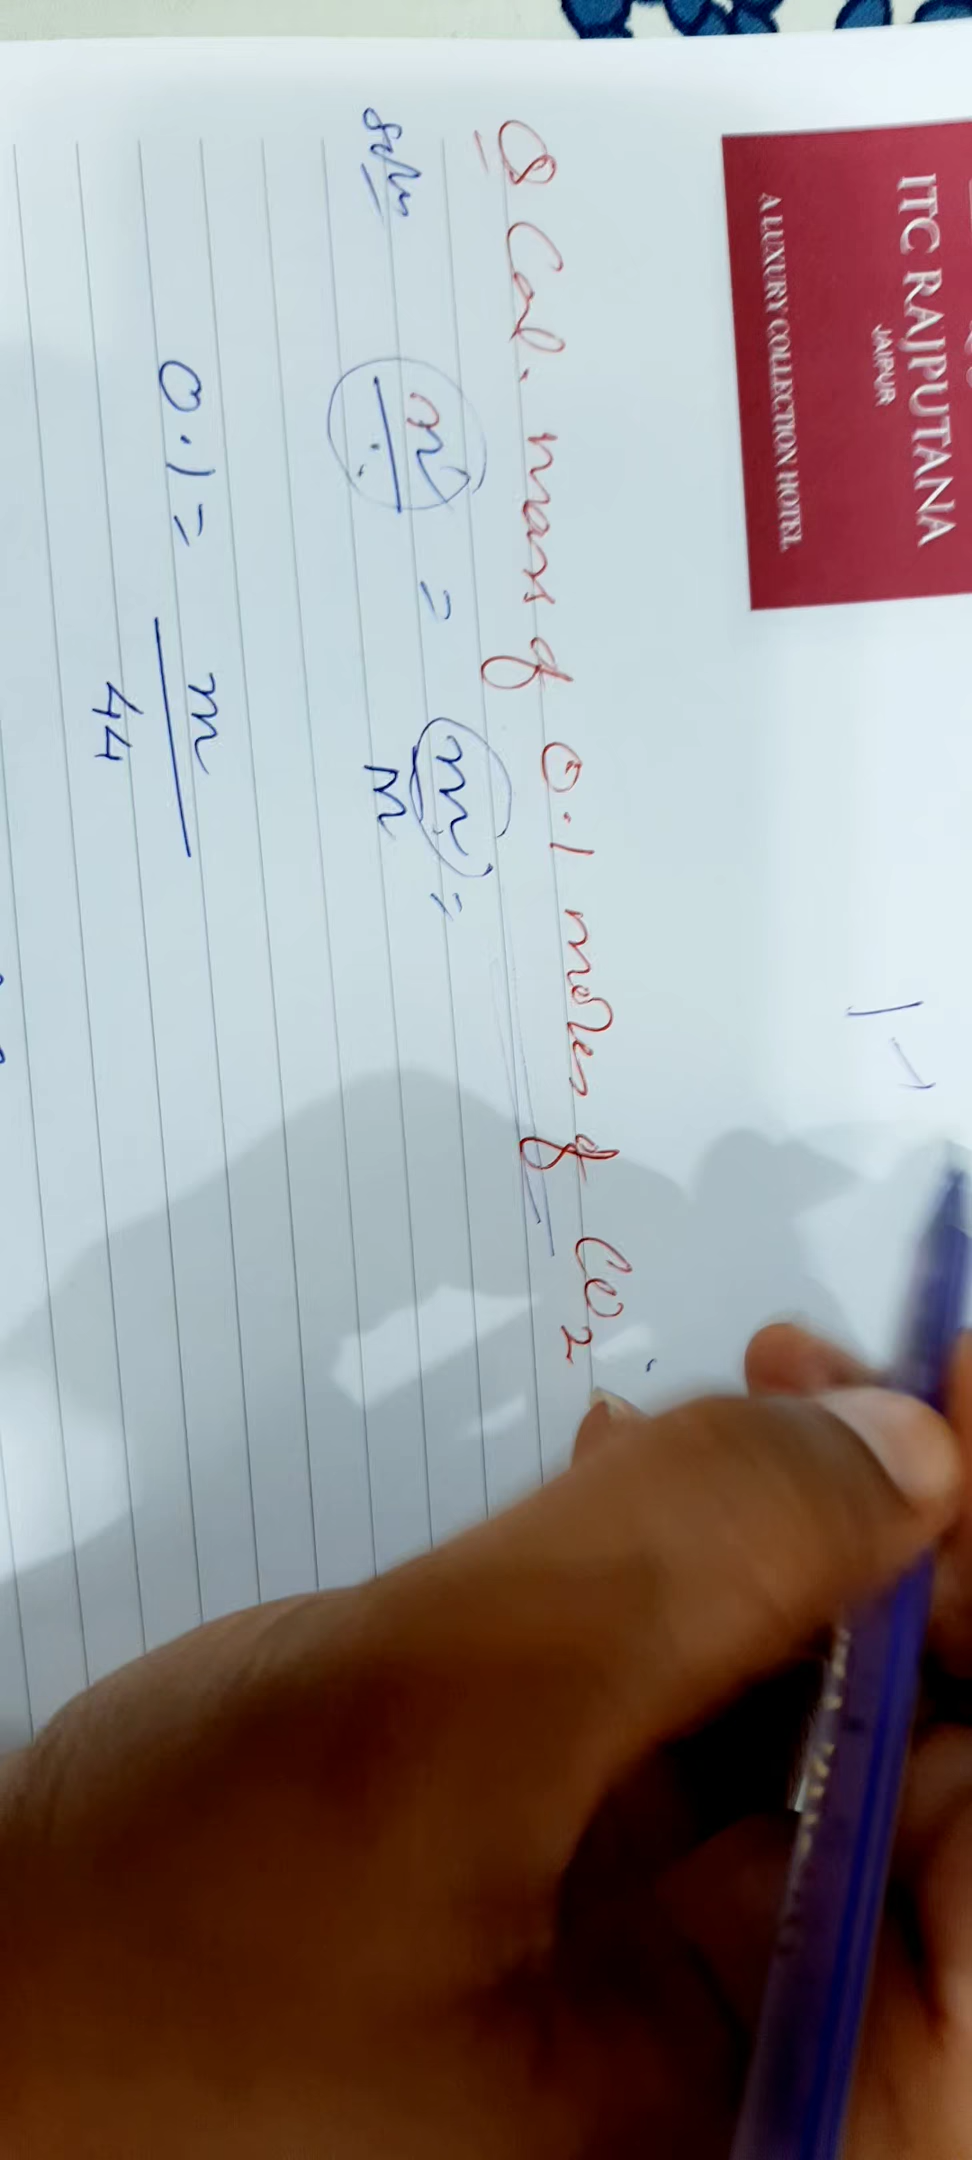 ITC RAJPUTANA
JAIPUR
A LUXURY COLLECTION HOTEL
Q Cal. mass of 0.1 moles of CO2
Soln
n = m =
M
0.1 = m
44